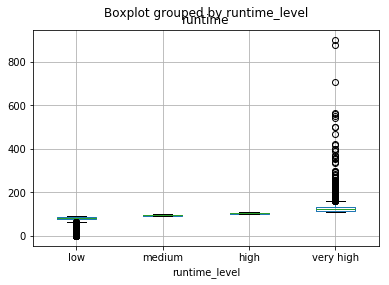 Boxplot grouped by runtime_level
runtime
800
600
400
200
0
low medium high very high
runtime_level